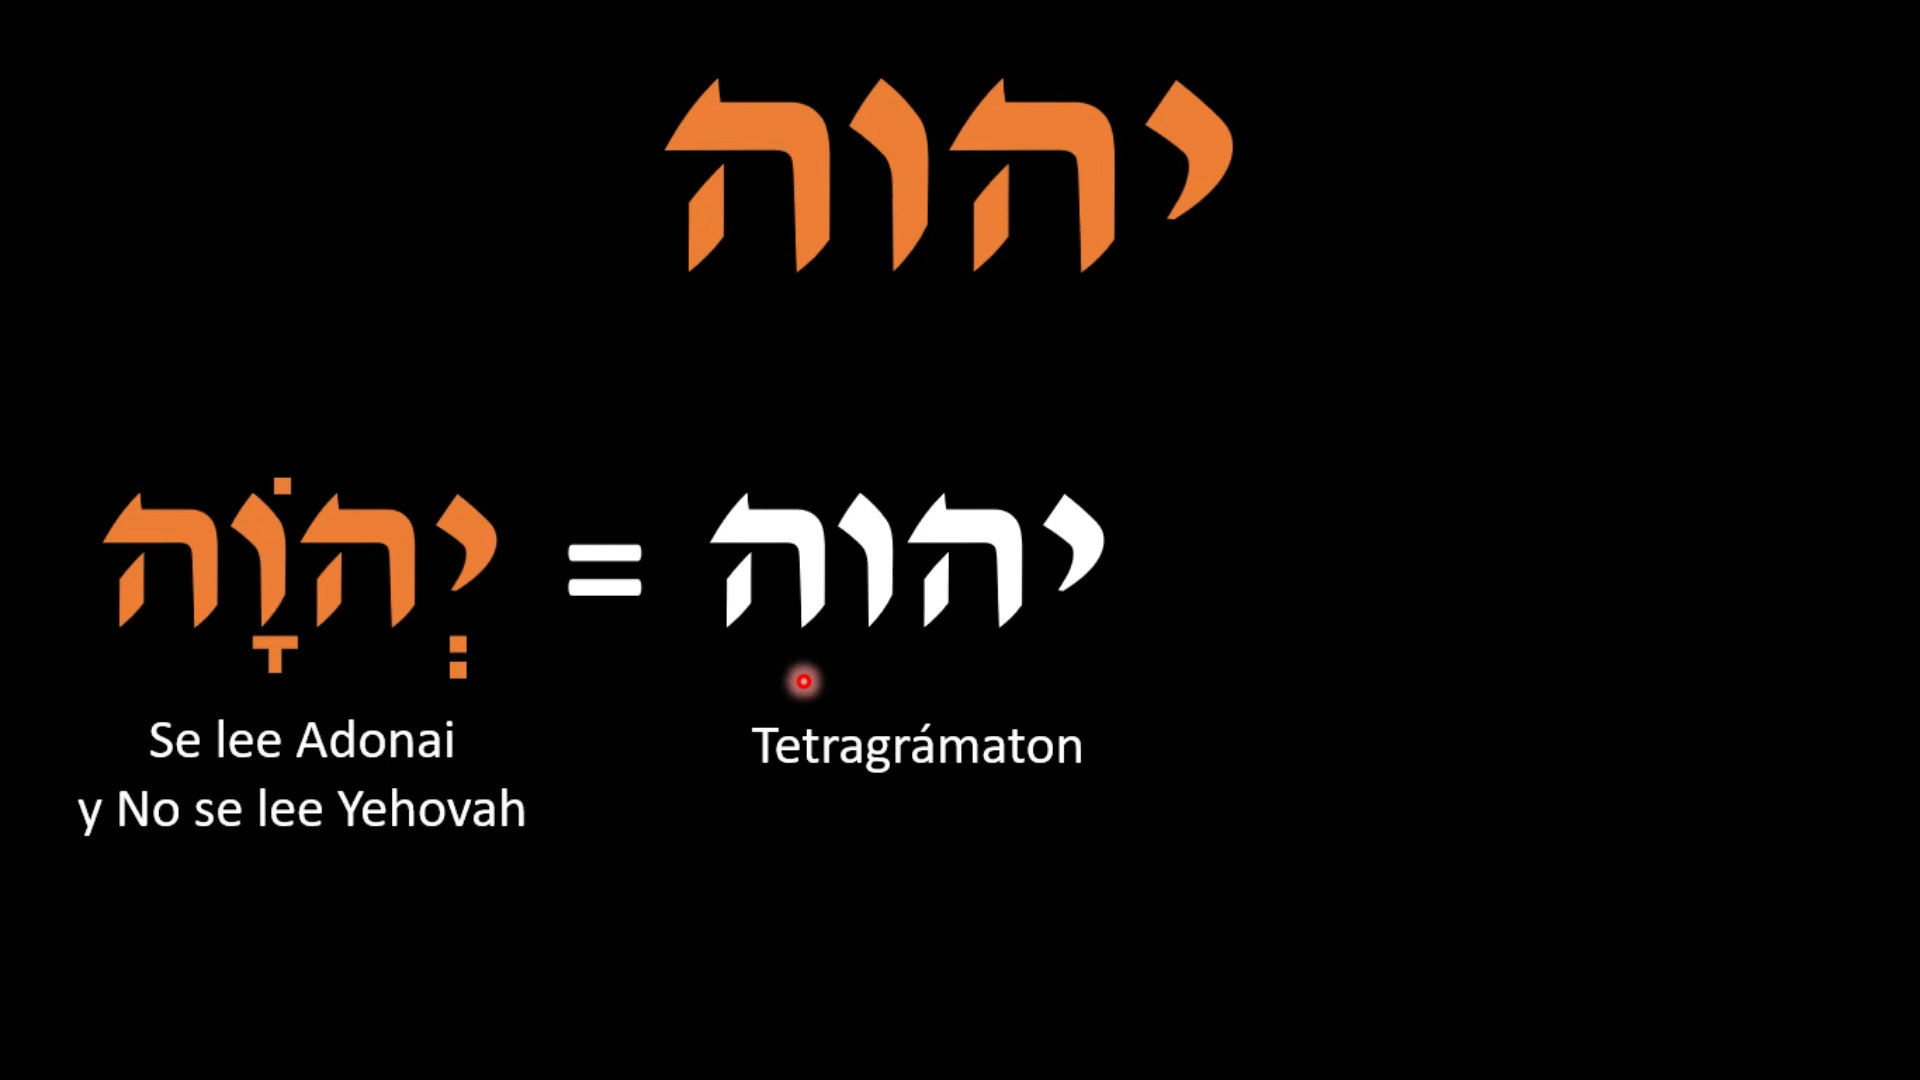 יהוה
יְהֹוָה = יהוה
Se lee Adonai
y No se lee Yehovah
Tetragrámaton